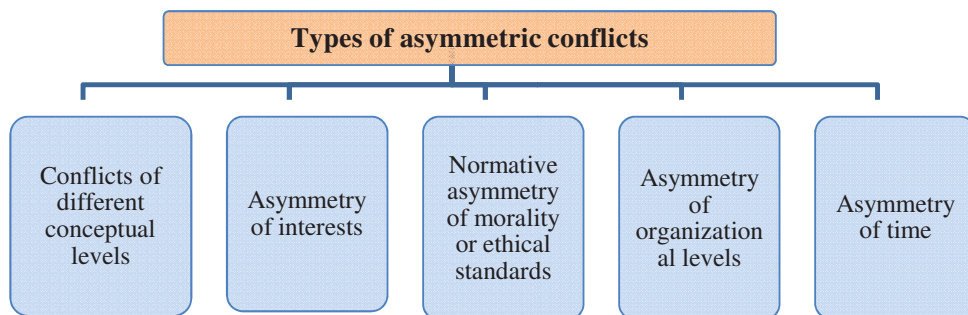 Types of asymmetric conflicts
Conflicts of
different
conceptual
levels
Asymmetry
of interests
Normative
asymmetry
of morality
or ethical
standards
Asymmetry
of
organization
al levels
Asymmetry
of time